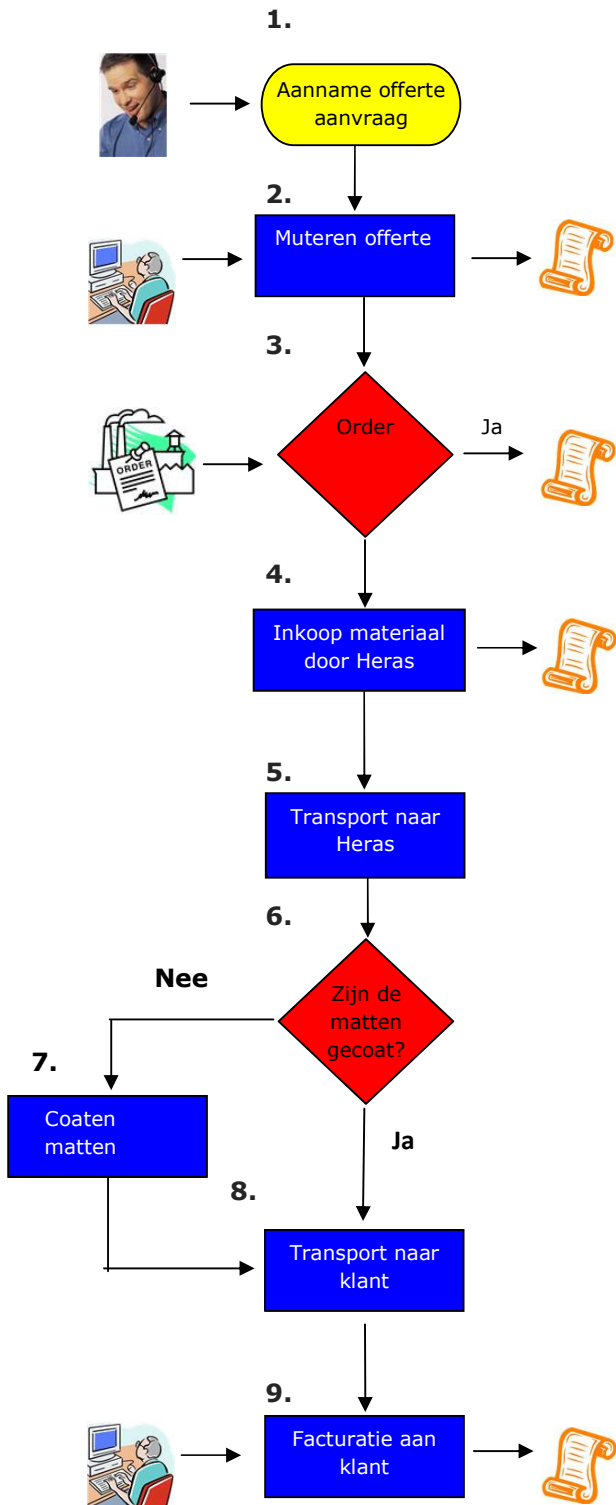 1.
Aanname offerte
aanvraag
2.
Muteren offerte
3.
Order
Ja
ORDER
4.
Inkoop materiaal
door Heras
5.
Transport naar
Heras
6.
Nee
Zijn de
matten
gecoat?
7.
Coaten
matten
Ja
8.
Transport naar
klant
9.
Facturatie aan
klant